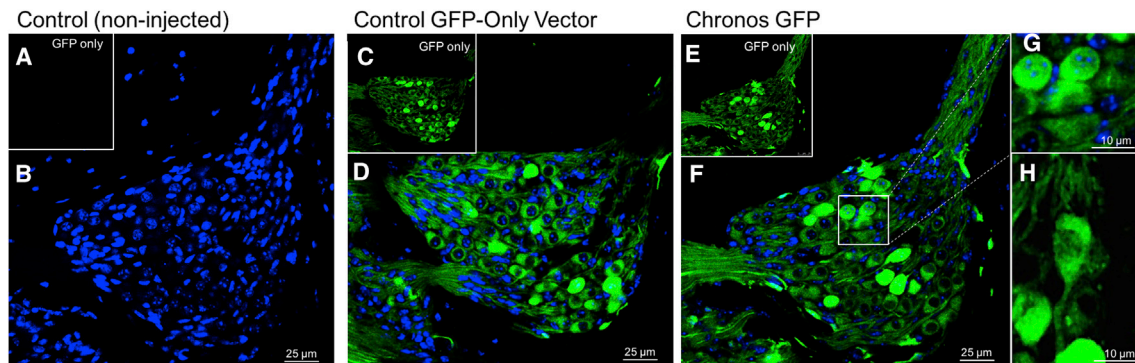 Control (non-injected)
Control GFP-Only Vector
Chronos GFP
A
GFP only
B
25 µm
C
GFP only
D
25 µm
E
GFP only
F
25 µm
G
10 µm
H
10 µm